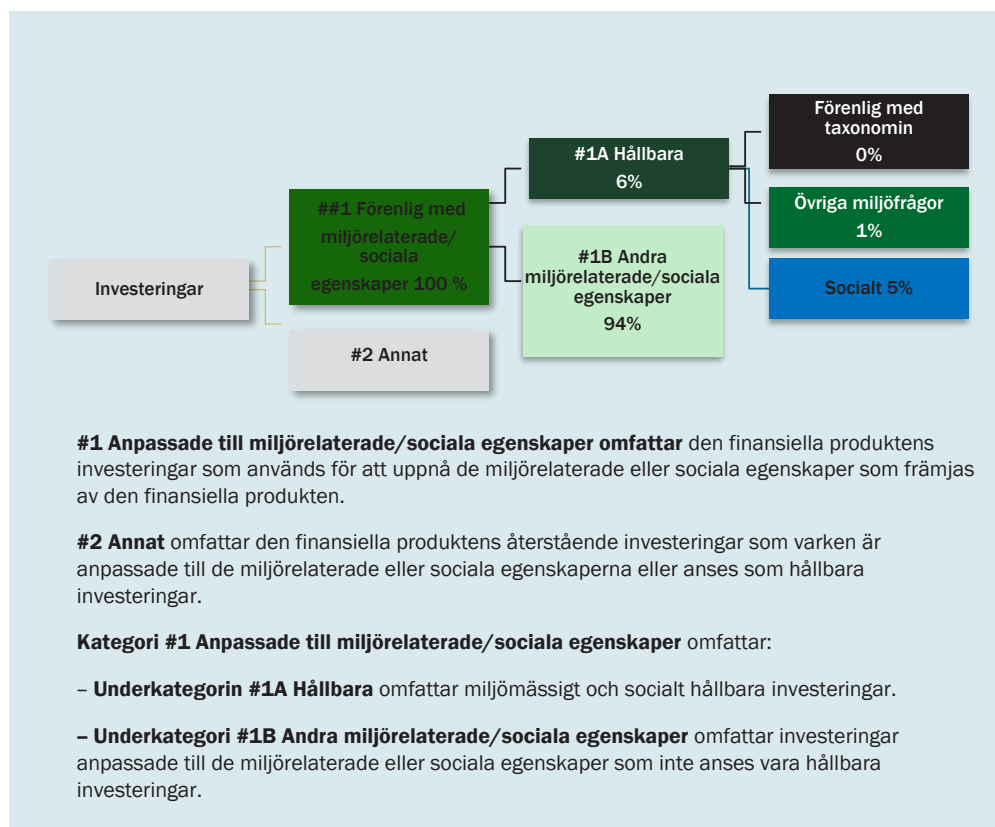 Investeringar
##1 Förenlig med
miljörelaterade/
sociala
egenskaper 100 %
#2 Annat
#1A Hållbara
6%
#1B Andra
miljörelaterade/sociala
egenskaper
94%
Förenlig med
taxonomin
0%
Övriga miljöfrågor
1%
Socialt 5%
#1 Anpassade till miljörelaterade/sociala egenskaper omfattar den finansiella produktens
investeringar som används för att uppnå de miljörelaterade eller sociala egenskaper som främjas
av den finansiella produkten.
#2 Annat omfattar den finansiella produktens återstående investeringar som varken är
anpassade till de miljörelaterade eller sociala egenskaperna eller anses som hållbara
investeringar.
Kategori #1 Anpassade till miljörelaterade/sociala egenskaper omfattar:
– Underkategorin #1A Hållbara omfattar miljömässigt och socialt hållbara investeringar.
– Underkategori #1B Andra miljörelaterade/sociala egenskaper omfattar investeringar
anpassade till de miljörelaterade eller sociala egenskaper som inte anses vara hållbara
investeringar.